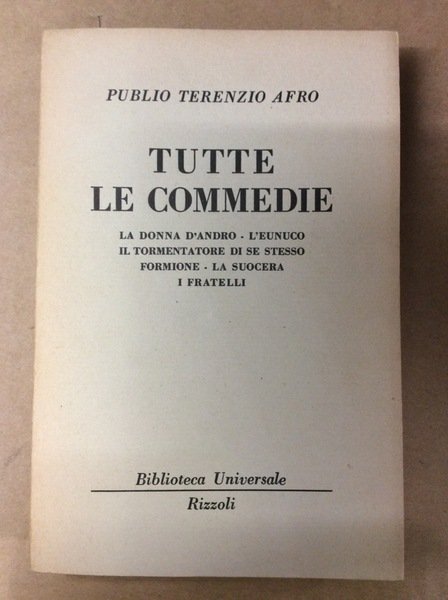 PUBLIO TERENZIO AFRO
TUTTE
LE COMMEDIE
LA DONNA D'ANDRO - L'EUNUCO
IL TORMENTATORE DI SE STESSO
FORMIONE - LA SUOCERA
I FRATELLI
Biblioteca Universale
Rizzoli